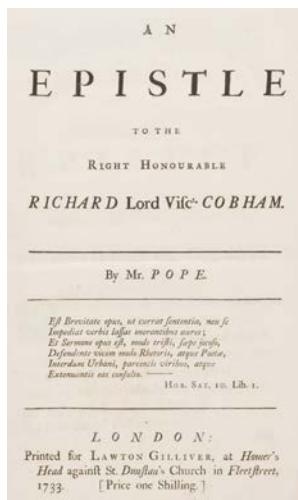 AN
EPISTLE
TO THE
RIGHT HONOURABLE
RICHARD Lord Viſct. COBHAM.
By Mr. POPE.
Eſt Brevitate opus, ut currat ſententia, neu ſe
Impediat verbis laſſas onerantibus aures;
Et Sermone opus eſt, modo triſti, ſæpe jocoſo,
Defendente vicem modo Rhetoris, atque Poetæ,
Interdum Urbani, parcentis viribus, atque
Extenuantis eas conſulto.
HOR. SAT. 10. Lib. 1.
LONDON:
Printed for LAWTON GILLIVER, at Homer's
Head againſt St. Dunſtan's Church in Fleetſtreet,
1733. [Price one Shilling.]